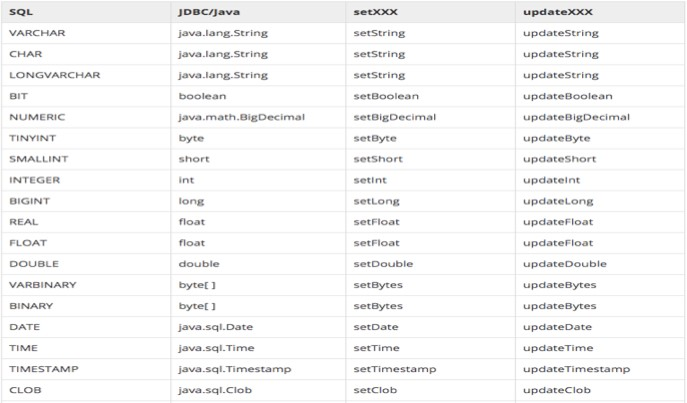 SQL JDBC/Java setXXX updateXXX
VARCHAR java.lang.String setString updateString
CHAR java.lang.String setString updateString
LONGVARCHAR java.lang.String setString updateString
BIT boolean setBoolean updateBoolean
NUMERIC java.math.BigDecimal setBigDecimal updateBigDecimal
TINYINT byte setByte updateByte
SMALLINT short setShort updateShort
INTEGER int setInt updateInt
BIGINT long setLong updateLong
REAL float setFloat updateFloat
FLOAT float setFloat updateFloat
DOUBLE double setDouble updateDouble
VARBINARY byte[ ] setBytes updateBytes
BINARY byte[ ] setBytes updateBytes
DATE java.sql.Date setDate updateDate
TIME java.sql.Time setTime updateTime
TIMESTAMP java.sql.Timestamp setTimestamp updateTimestamp
CLOB java.sql.Clob setClob updateClob